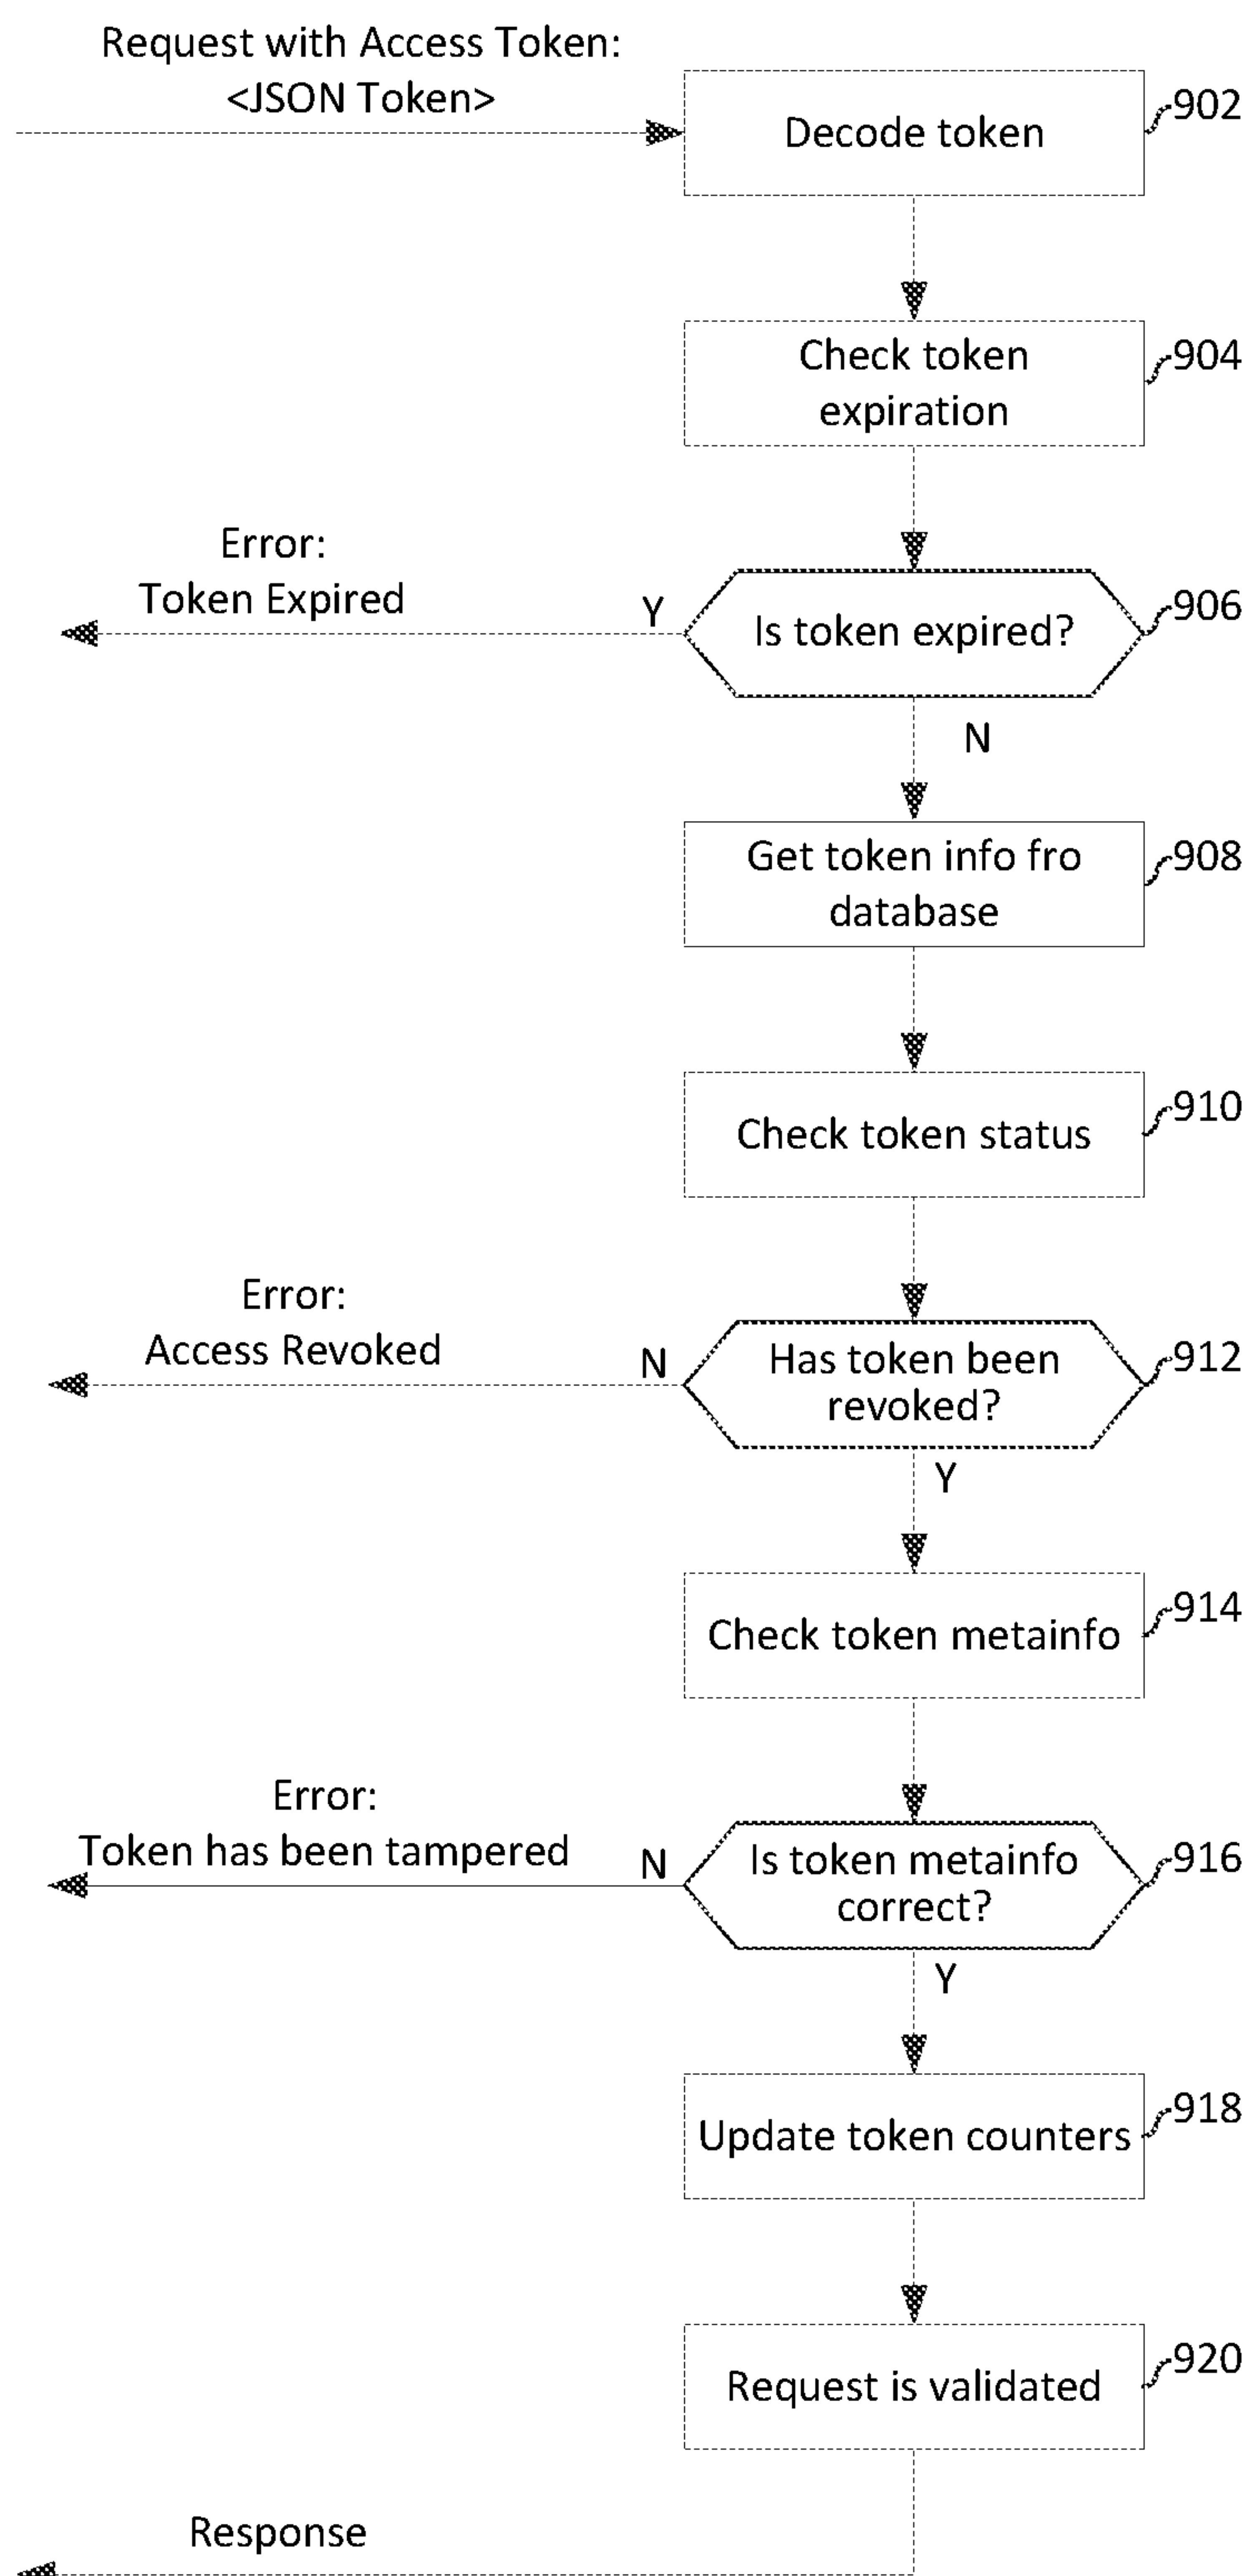 Request with Access Token:
<JSON Token>
Decode token
902
Check token
expiration
904
Error:
Token Expired
Y
Is token expired?
906
N
Get token info fro
database
908
Check token status
910
Error:
Access Revoked
N
Has token been
revoked?
912
Y
Check token metainfo
914
Error:
Token has been tampered
N
Is token metainfo
correct?
916
Y
Update token counters
918
Request is validated
920
Response